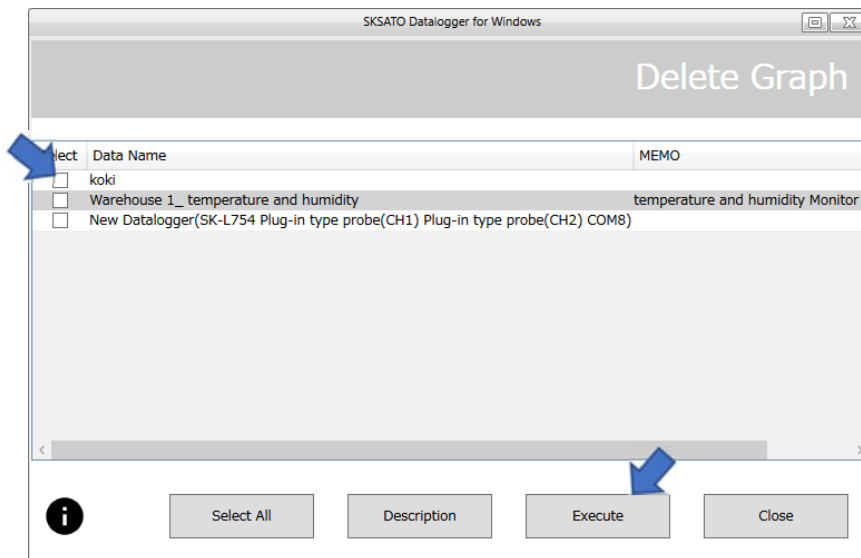 SKSATO Datalogger for Windows
Delete Graph
lect Data Name MEMO
koki
Warehouse 1_ temperature and humidity temperature and humidity Monitor
New Datalogger(SK-L754 Plug-in type probe(CH1) Plug-in type probe(CH2) COM8)
Select All Description Execute Close